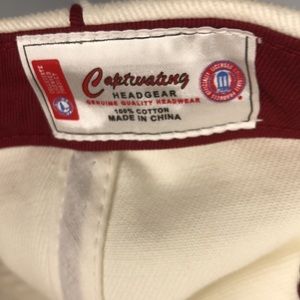 Captivating
HEADGEAR
GENUINE QUALITY HEADWEAR
100% COTTON
MADE IN CHINA